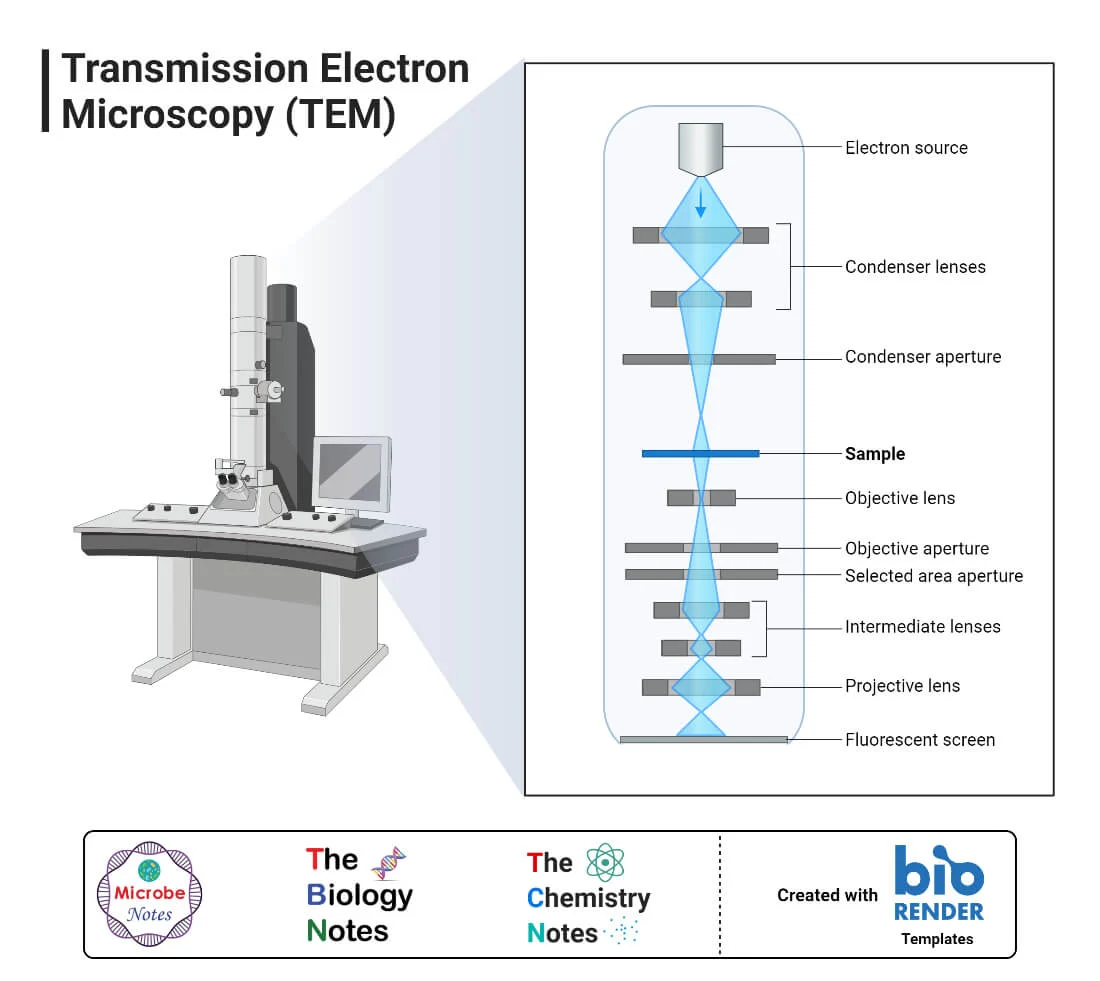 Transmission Electron
Microscopy (TEM)
Electron source
Condenser lenses
Condenser aperture
Sample
Objective lens
Objective aperture
Selected area aperture
Intermediate lenses
Projective lens
Fluorescent screen
Microbe
Notes
The
Biology
Notes
The
Chemistry
Notes
Created with
bio
RENDER
Templates